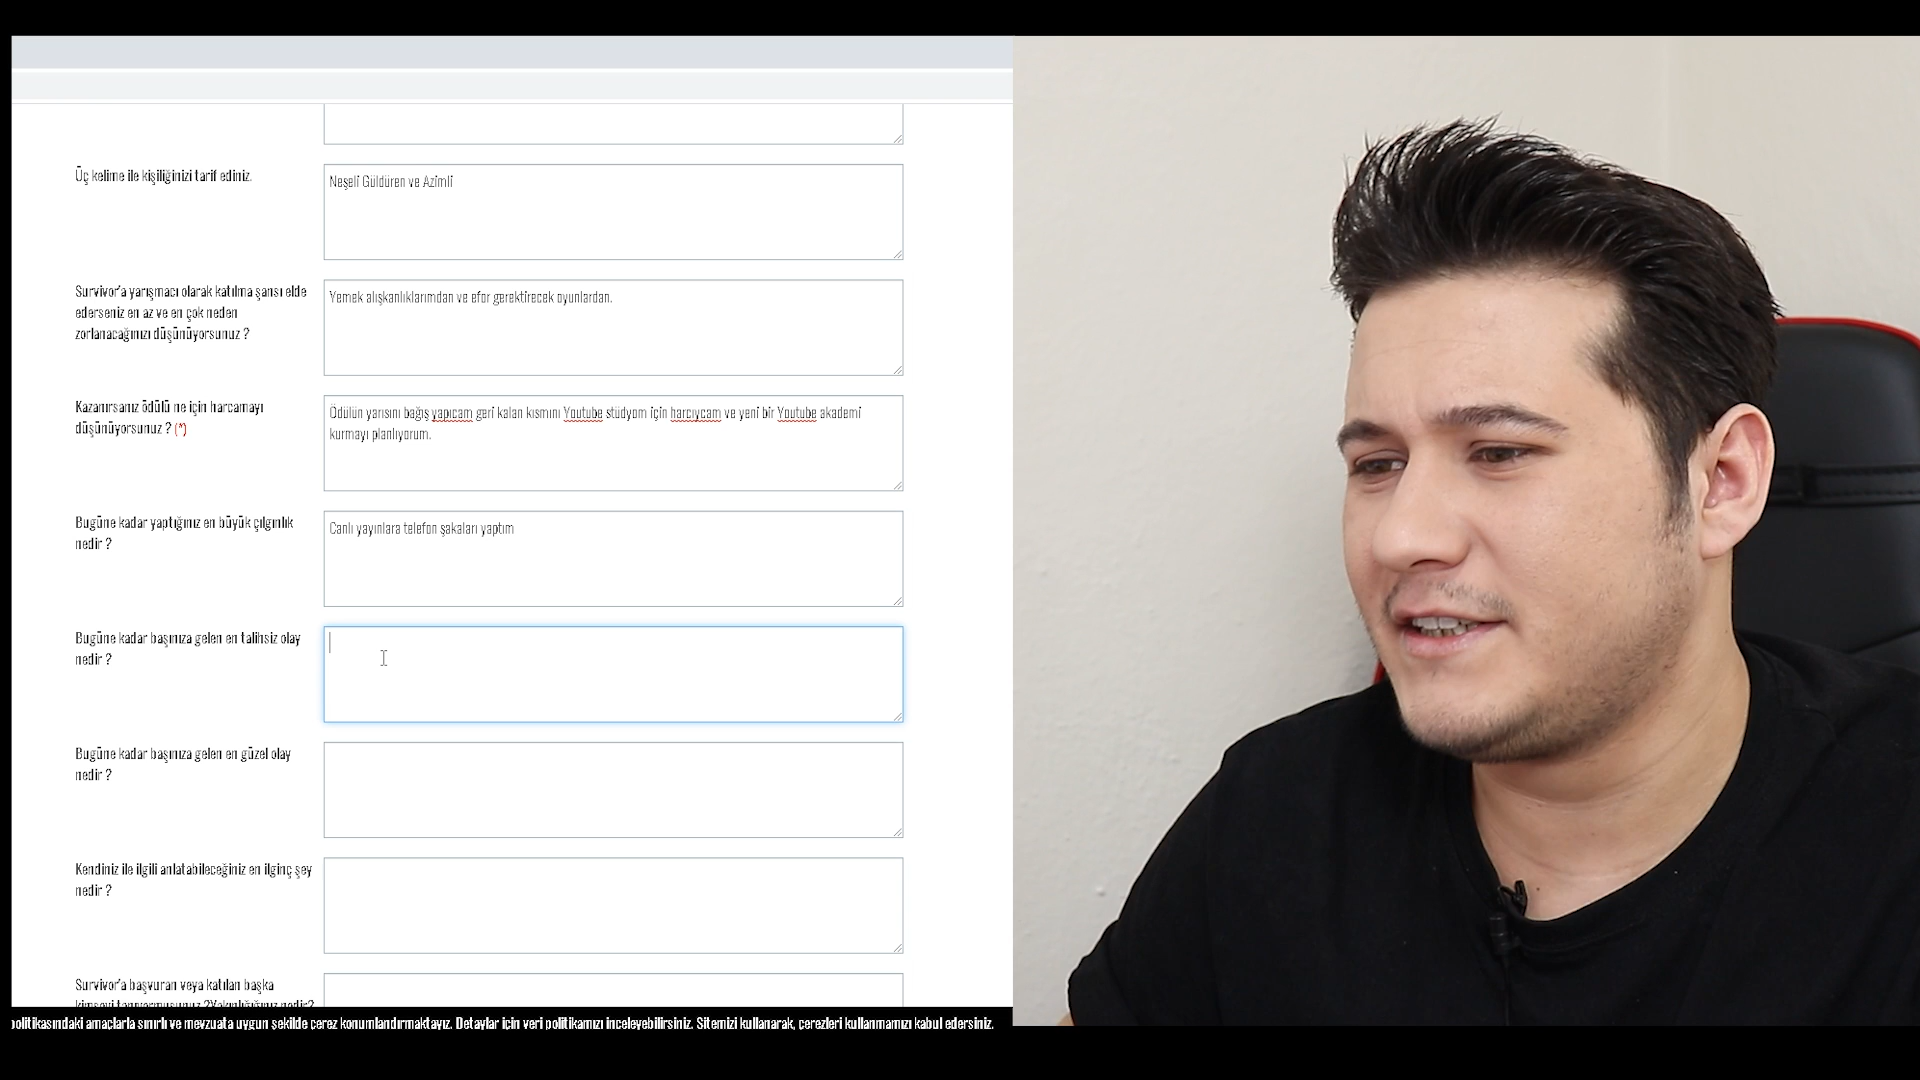 Üç kelime ile kişiliğinizi tarif ediniz.
Neşeli Güldüren ve Azimli
Survivor'a yarışmacı olarak katılma şansı elde
ederseniz en az ve en çok neden
zorlanacağınızı düşünüyorsunuz ?
Yemek alışkanlıklarımdan ve efor gerektirecek oyunlardan.
Kazanırsanız ödülü ne için harcamayı
düşünüyorsunuz ? (*)
Ödülün yarısını bağış yapıcam geri kalan kısmını Youtube stüdyom için harcıycam ve yeni bir Youtube akademi
kurmayı planlıyorum.
Bugüne kadar yaptığınız en büyük çılgınlık
nedir ?
Canlı yayınlara telefon şakaları yaptım
Bugüne kadar başınıza gelen en talihsiz olay
nedir ?
Bugüne kadar başınıza gelen en güzel olay
nedir ?
Kendiniz ile ilgili anlatabileceğiniz en ilginç şey
nedir ?
Survivor'a başvuran veya katılan başka
kimseyi tanıyormusunuz ?Yakınlığınız nedir?
politikasındaki amaçlarla sınırlı ve mevzuata uygun şekilde çerez konumlandırmaktayız. Detaylar için veri politikamızı inceleyebilirsiniz. Sitemizi kullanarak, çerezleri kullanmamızı kabul edersiniz.